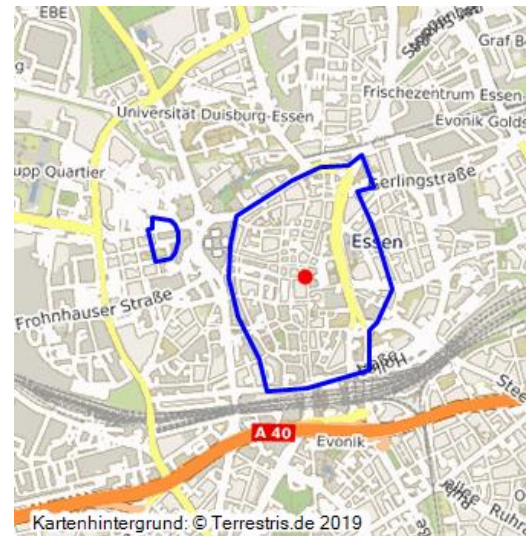 EBE
Graf B
Universität Duisburg-Essen
Frischezentrum Essen
Evonik Golds
upp Quartier
Gerlingstraße
Essen
Frohnhauser Straße
A 40
Evonik
Kartenhintergrund: © Terrestris.de 2019